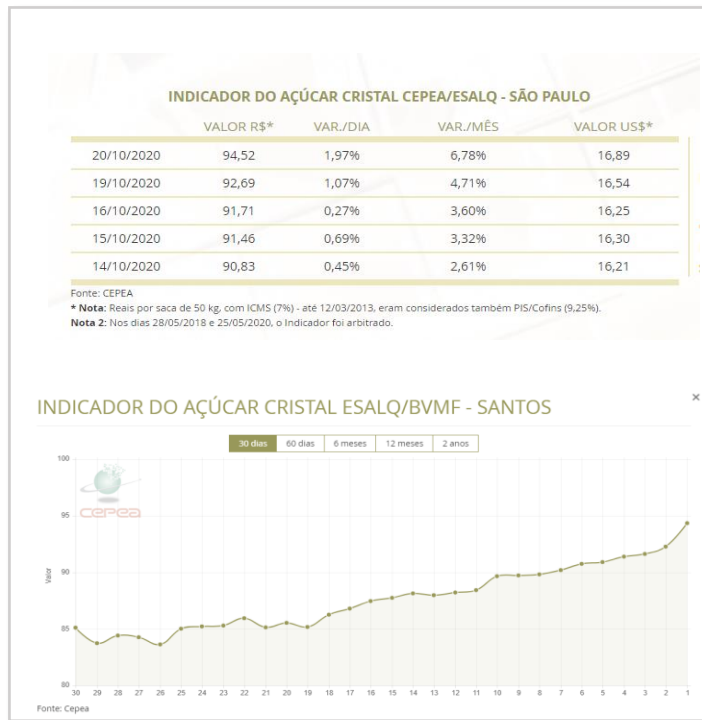 INDICADOR DO AÇÚCAR CRISTAL CEPEA/ESALQ - SÃO PAULO
VALOR R$* VAR./DIA VAR./MÊS VALOR US$*
20/10/2020 94,52 1,97% 6,78% 16,89
19/10/2020 92,69 1,07% 4,71% 16,54
16/10/2020 91,71 0,27% 3,60% 16,25
15/10/2020 91,46 0,69% 3,32% 16,30
14/10/2020 90,83 0,45% 2,61% 16,21
Fonte: CEPEA
* Nota: Reais por saca de 50 kg, com ICMS (7%) - até 12/03/2013, eram considerados também PIS/Cofins (9,25%).
Nota 2: Nos dias 28/05/2018 e 25/05/2020, o Indicador foi arbitrado.
×
INDICADOR DO AÇÚCAR CRISTAL ESALQ/BVMF - SANTOS
30 dias 60 dias 6 meses 12 meses 2 anos
100
cepea
95
90
Valor
85
80
30 29 28 27 26 25 24 23 22 21 20 19 18 17 16 15 14 13 12 11 10 9 8 7 6 5 4 3 2 1
Fonte: Cepea